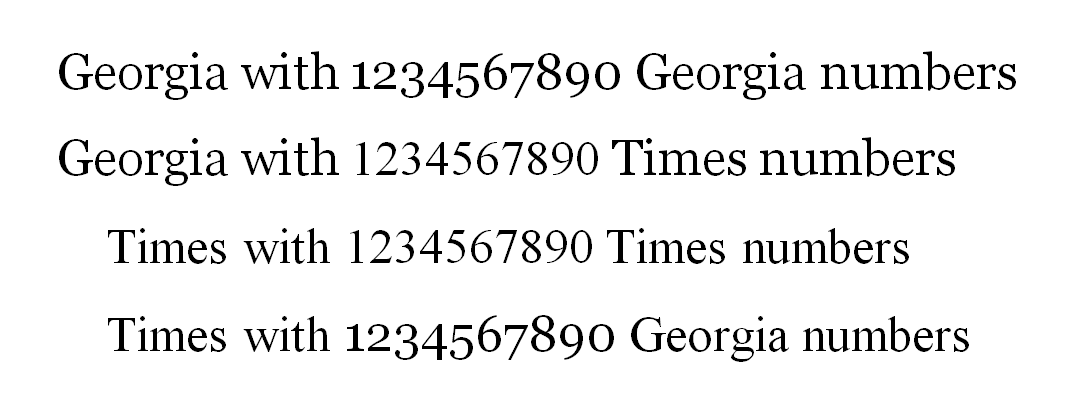 Georgia with 1234567890 Georgia numbers
Georgia with 1234567890 Times numbers
Times with 1234567890 Times numbers
Times with 1234567890 Georgia numbers